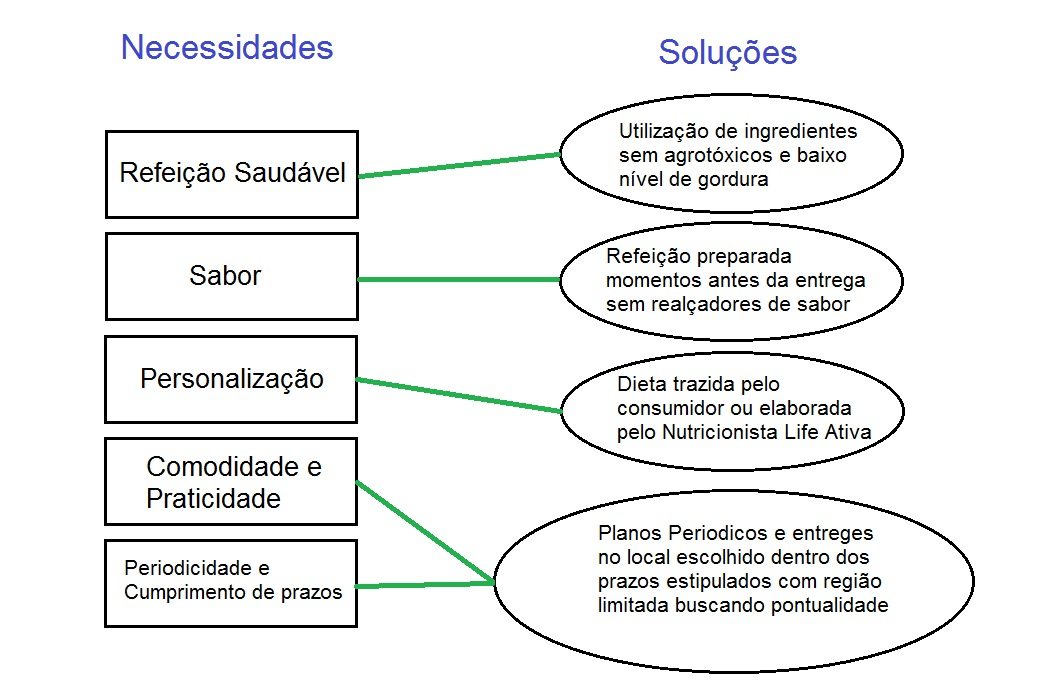 Necessidades
Soluções
Refeição Saudável
Utilização de ingredientes
sem agrotóxicos e baixo
nível de gordura
Sabor
Refeição preparada
momentos antes da entrega
sem realçadores de sabor
Personalização
Dieta trazida pelo
consumidor ou elaborada
pelo Nutricionista Life Ativa
Comodidade e
Praticidade
Periodicidade e
Cumprimento de prazos
Planos Periodicos e entreges
no local escolhido dentro dos
prazos estipulados com região
limitada buscando pontualidade